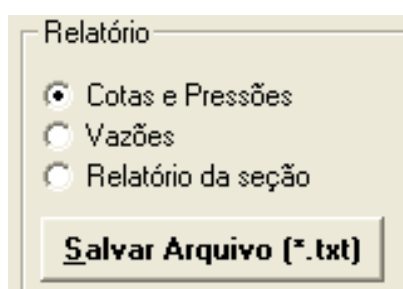 Relatório
Cotas e Pressões
Vazões
Relatório da seção
Salvar Arquivo (*.txt)